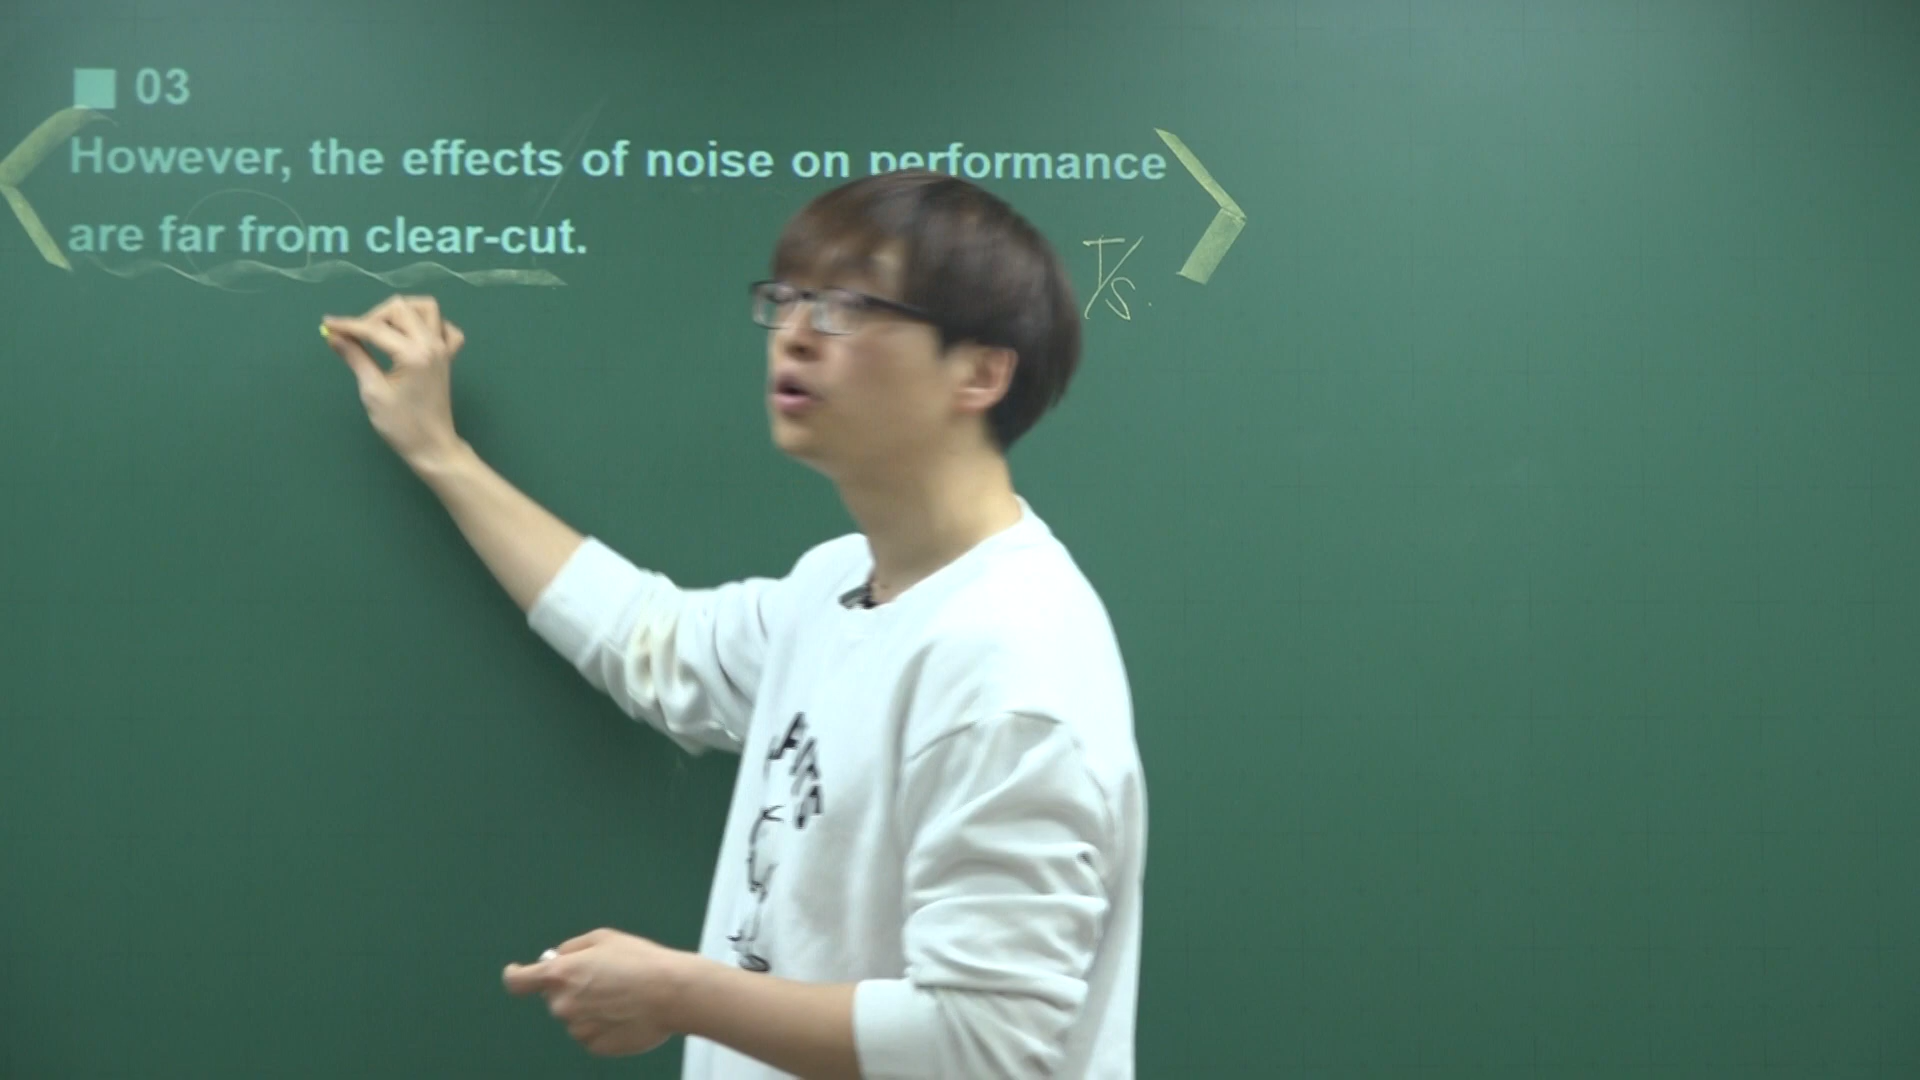 03
However, the effects of noise on performance
are far from clear-cut.
T/S.